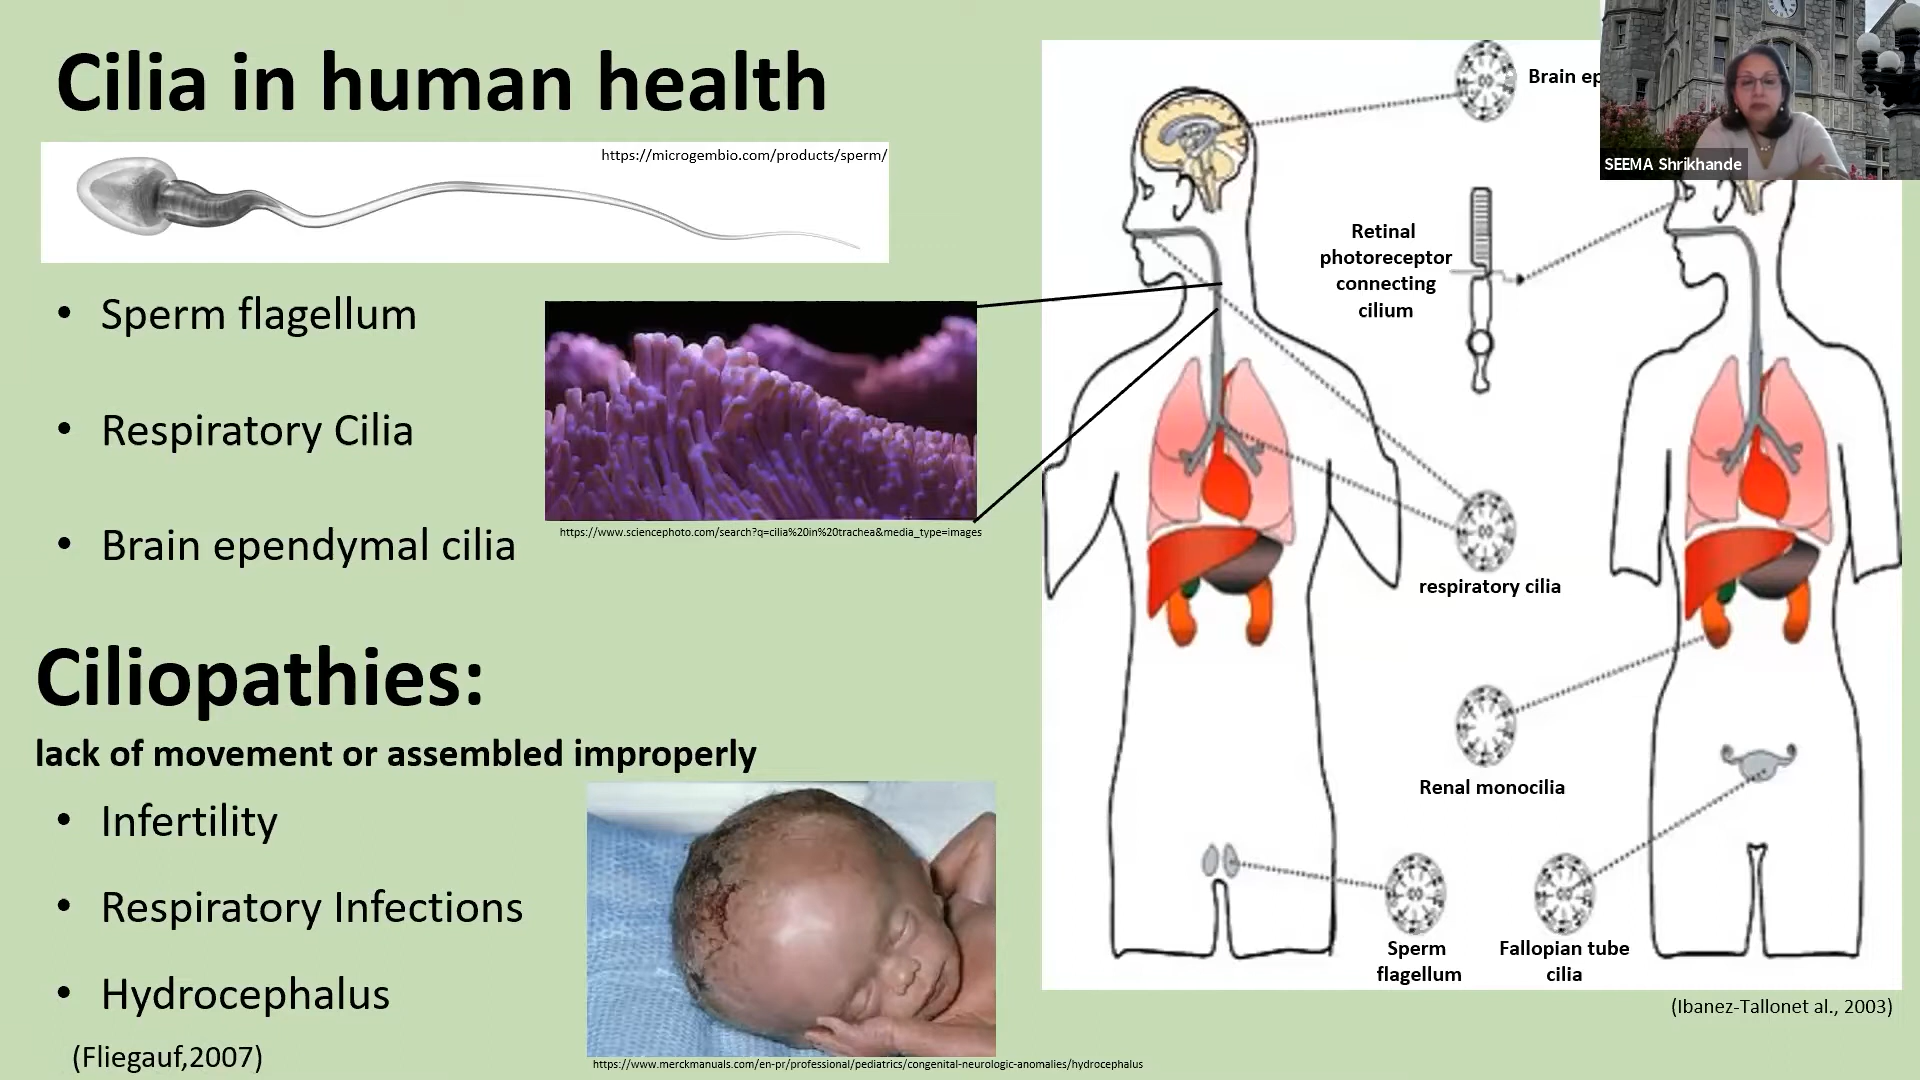 Cilia in human health
https://microgembio.com/products/sperm/
• Sperm flagellum
• Respiratory Cilia
• Brain ependymal cilia
https://www.sciencephoto.com/search?q=cilia%20in%20trachea&media_type=images
Ciliopathies:
lack of movement or assembled improperly
• Infertility
• Respiratory Infections
• Hydrocephalus
(Fliegauf,2007)
https://www.merckmanuals.com/en-pr/professional/pediatrics/congenital-neurologic-anomalies/hydrocephalus
Brain
SEEMA Shrikhande
Retinal
photoreceptor
connecting
cilium
respiratory cilia
Renal monocilia
Sperm
flagellum
Fallopian tube
cilia
(Ibanez-Tallonet al., 2003)